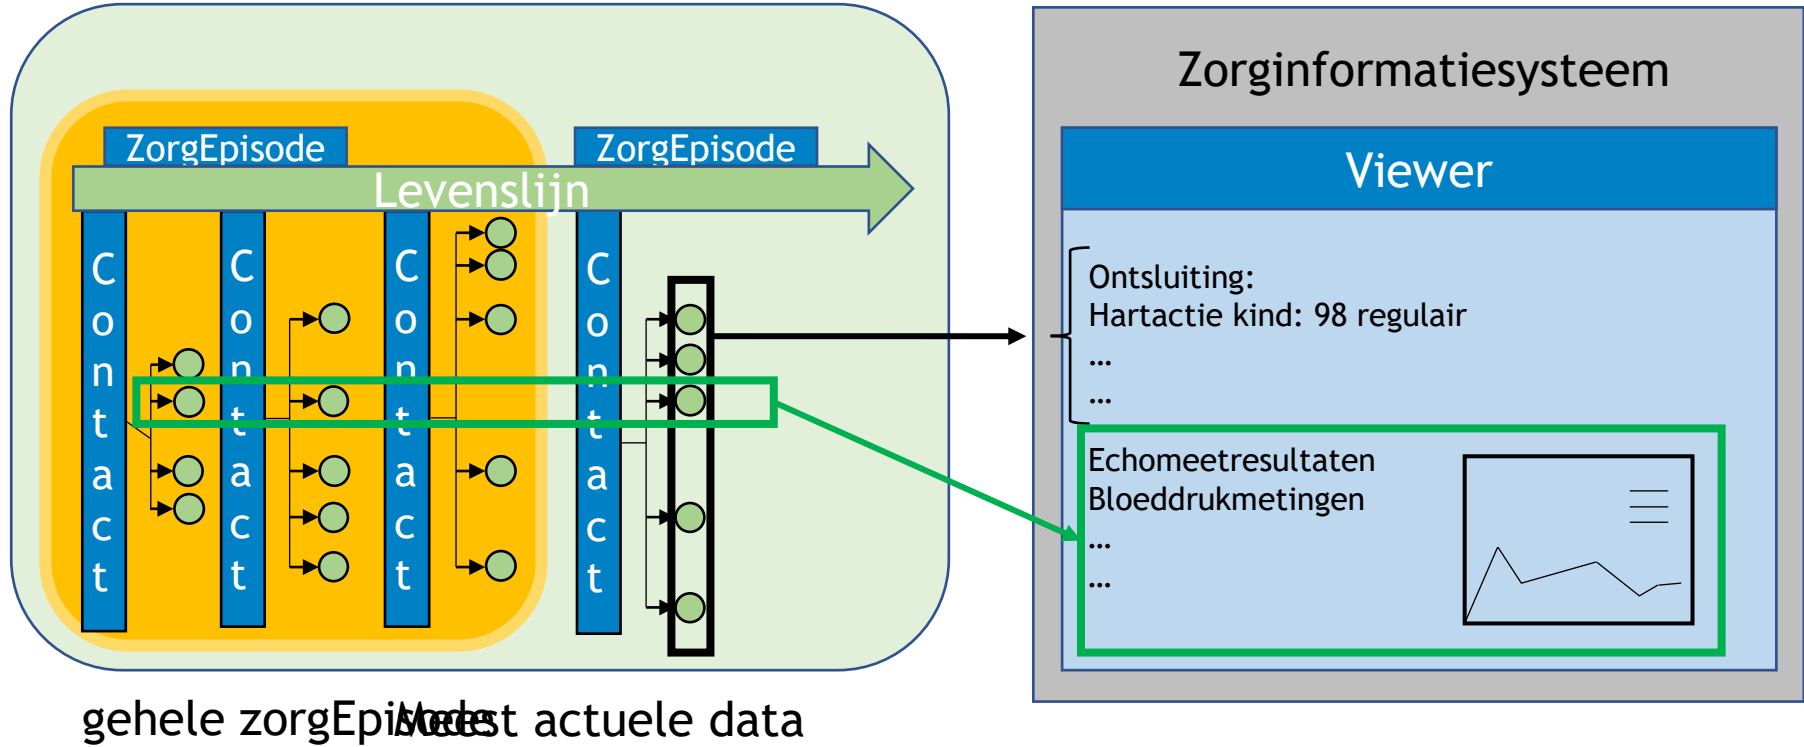 ZorgEpisode
ZorgEpisode
Levenslijn
Contact
Contact
Contact
Contact
gehele zorgEpisode
Meest actuele data
Zorginformatiesysteem
Viewer
Ontsluiting:
Hartactie kind: 98 regulair
…
…
Echomeetresultaten
Bloeddrukmetingen
…
…